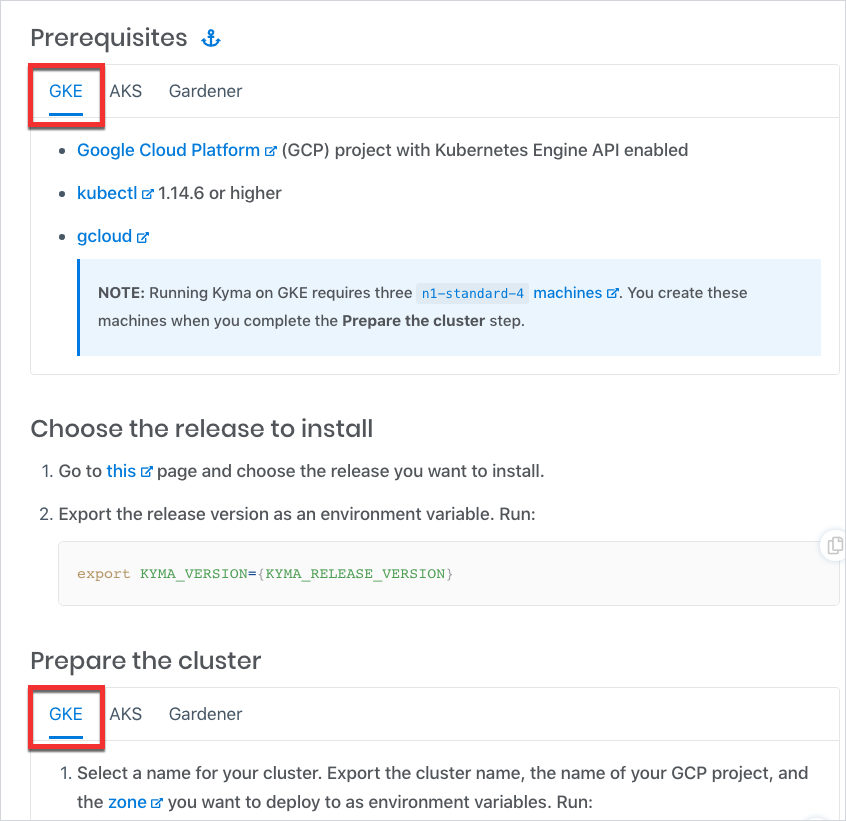 Prerequisites
GKE AKS Gardener
Google Cloud Platform (GCP) project with Kubernetes Engine API enabled
kubectl 1.14.6 or higher
gcloud
NOTE: Running Kyma on GKE requires three n1-standard-4 machines . You create these
machines when you complete the Prepare the cluster step.
Choose the release to install
1. Go to this page and choose the release you want to install.
2. Export the release version as an environment variable. Run:
export KYMA_VERSION={KYMA_RELEASE_VERSION}
Prepare the cluster
GKE AKS Gardener
1. Select a name for your cluster. Export the cluster name, the name of your GCP project, and
the zone you want to deploy to as environment variables. Run: